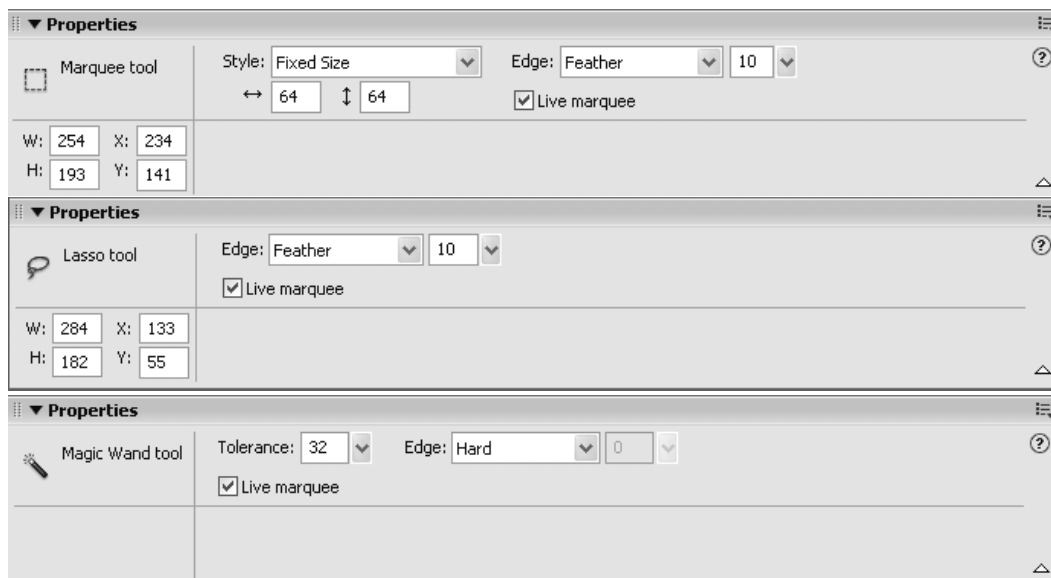 Properties
Marquee tool Style: Fixed Size Edge: Feather 10
64 64 Live marquee
W: 254 X: 234
H: 193 Y: 141
Properties
Lasso tool Edge: Feather 10
Live marquee
W: 284 X: 133
H: 182 Y: 55
Properties
Magic Wand tool Tolerance: 32 Edge: Hard 0
Live marquee